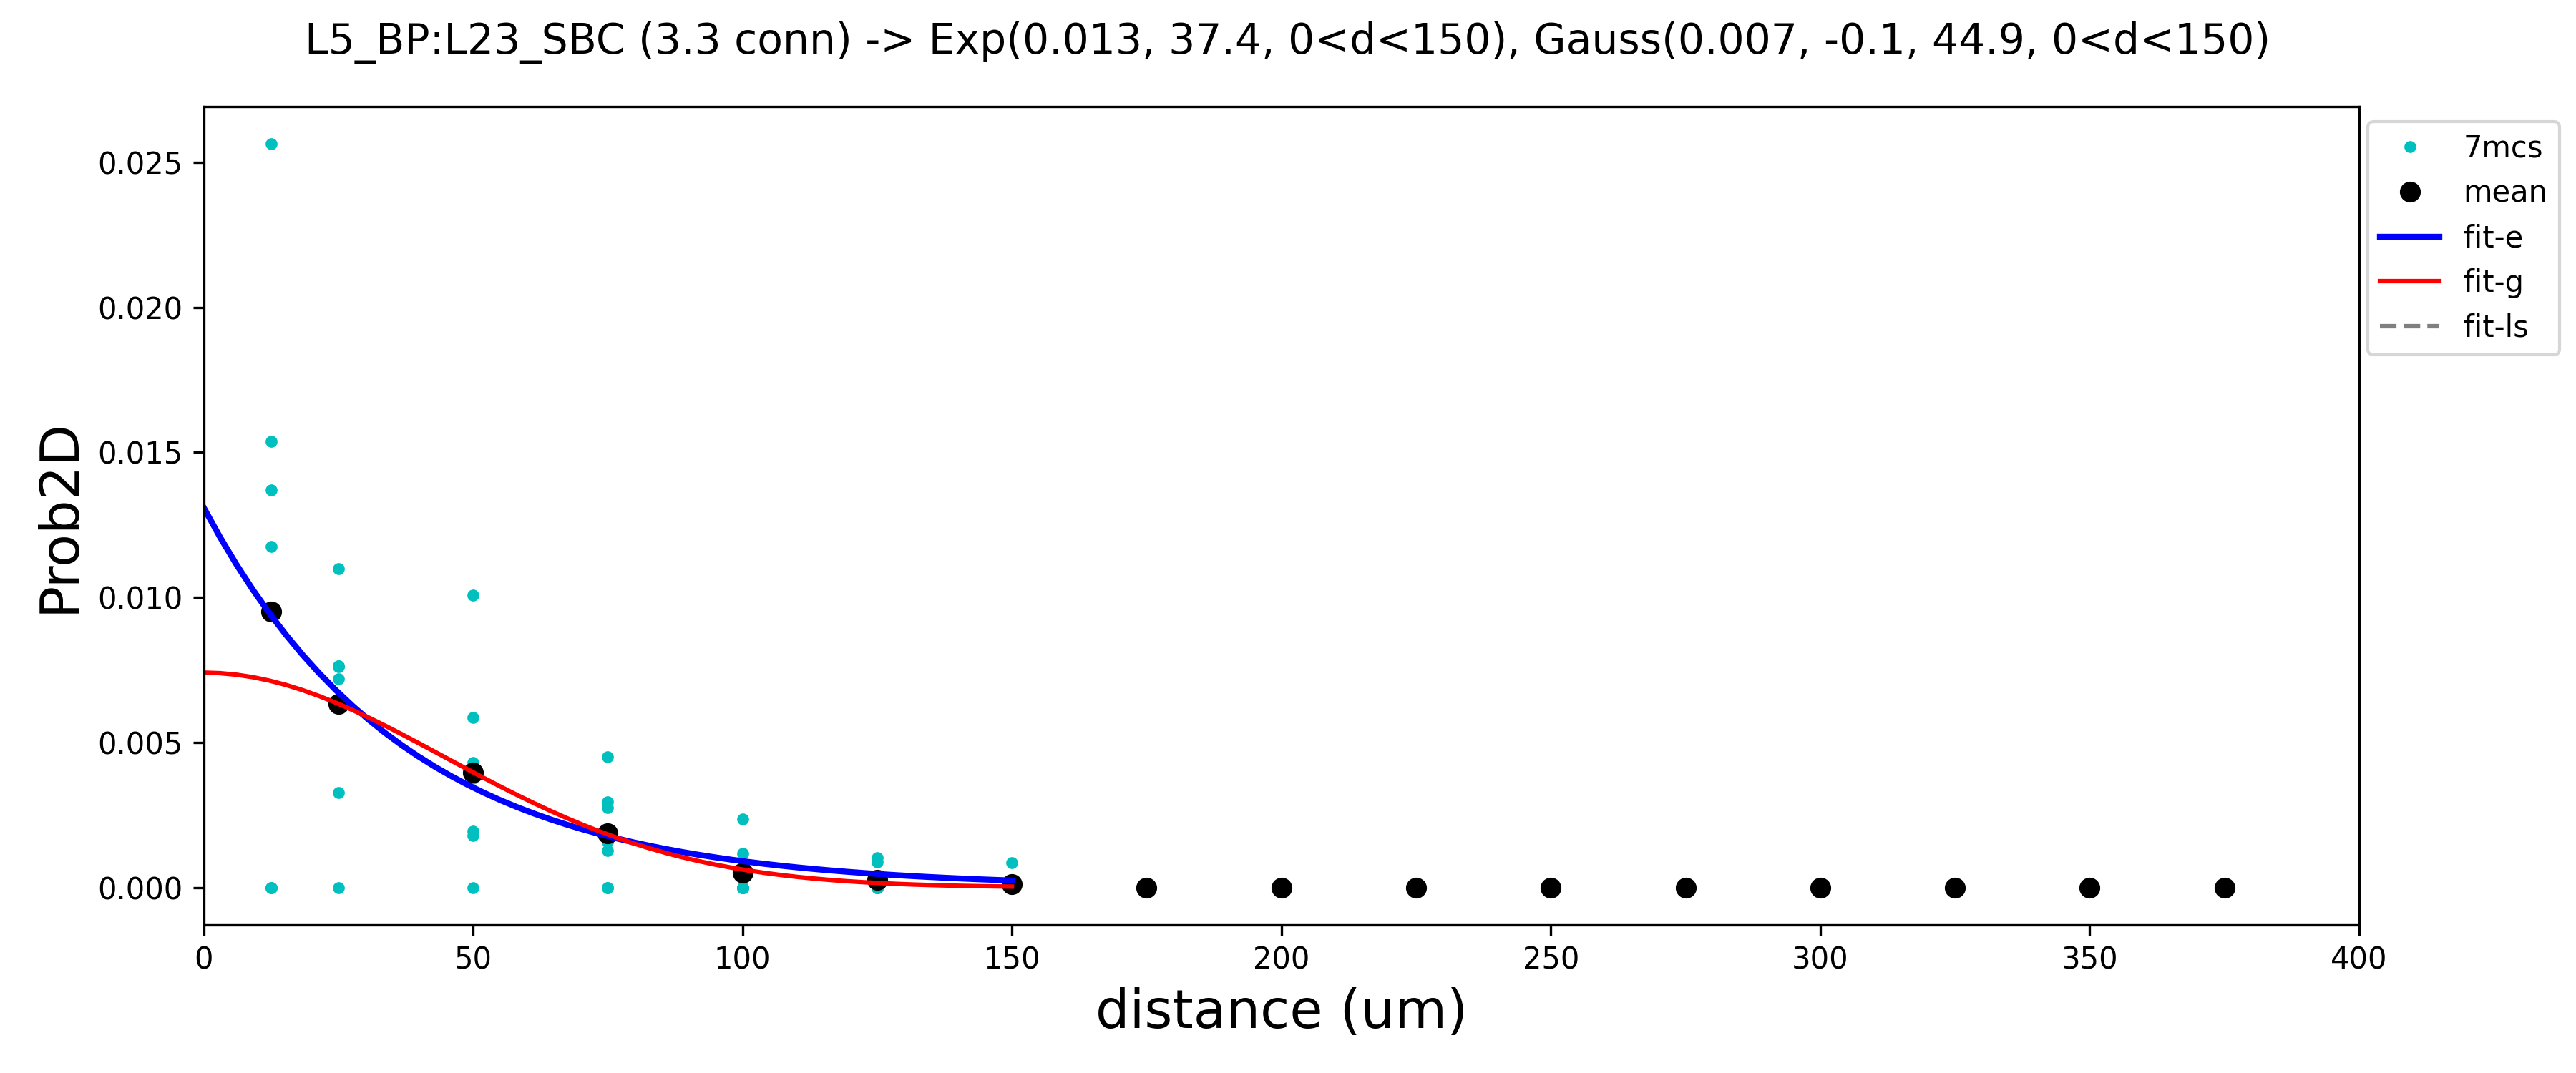 L5_BP:L23_SBC (3.3 conn) -> Exp(0.013, 37.4, 0<d<150), Gauss(0.007, -0.1, 44.9, 0<d<150)
Prob2D
0.025
0.020
0.015
0.010
0.005
0.000
0
50
100
150
200
250
300
350
400
distance (um)
7mcs
mean
fit-e
fit-g
fit-ls